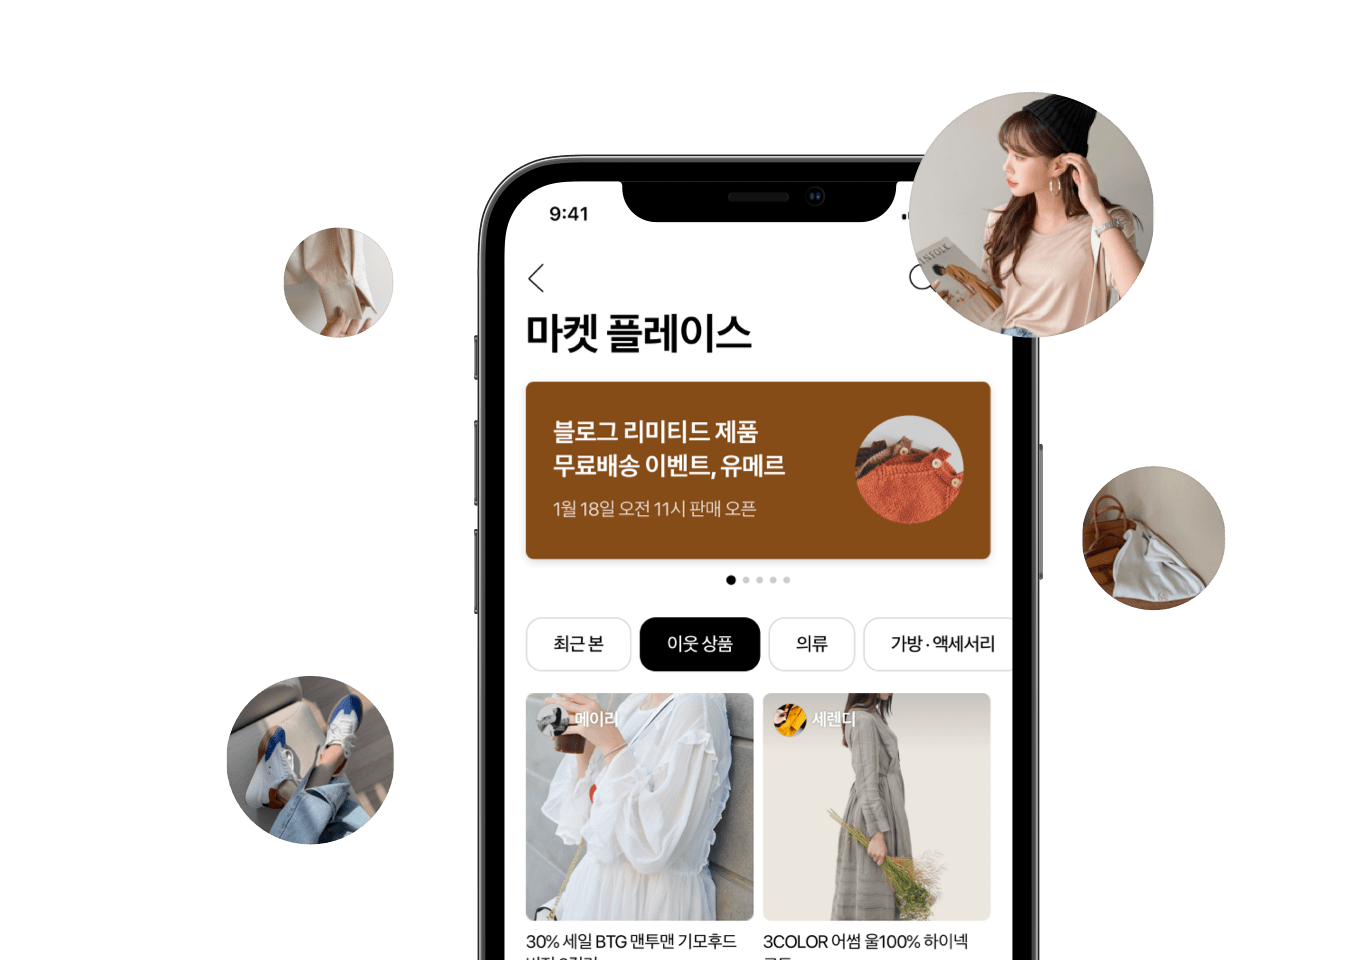 9:41
INFOLK
마켓 플레이스
블로그 리미티드 제품
무료배송 이벤트, 유메르
1월 18일 오전 11시 판매 오픈
최근 본
이웃 상품
의류
가방 · 액세서리
메이리
세렌디
30% 세일 BTG 맨투맨 기모후드
3COLOR 어썸 울100% 하이넥